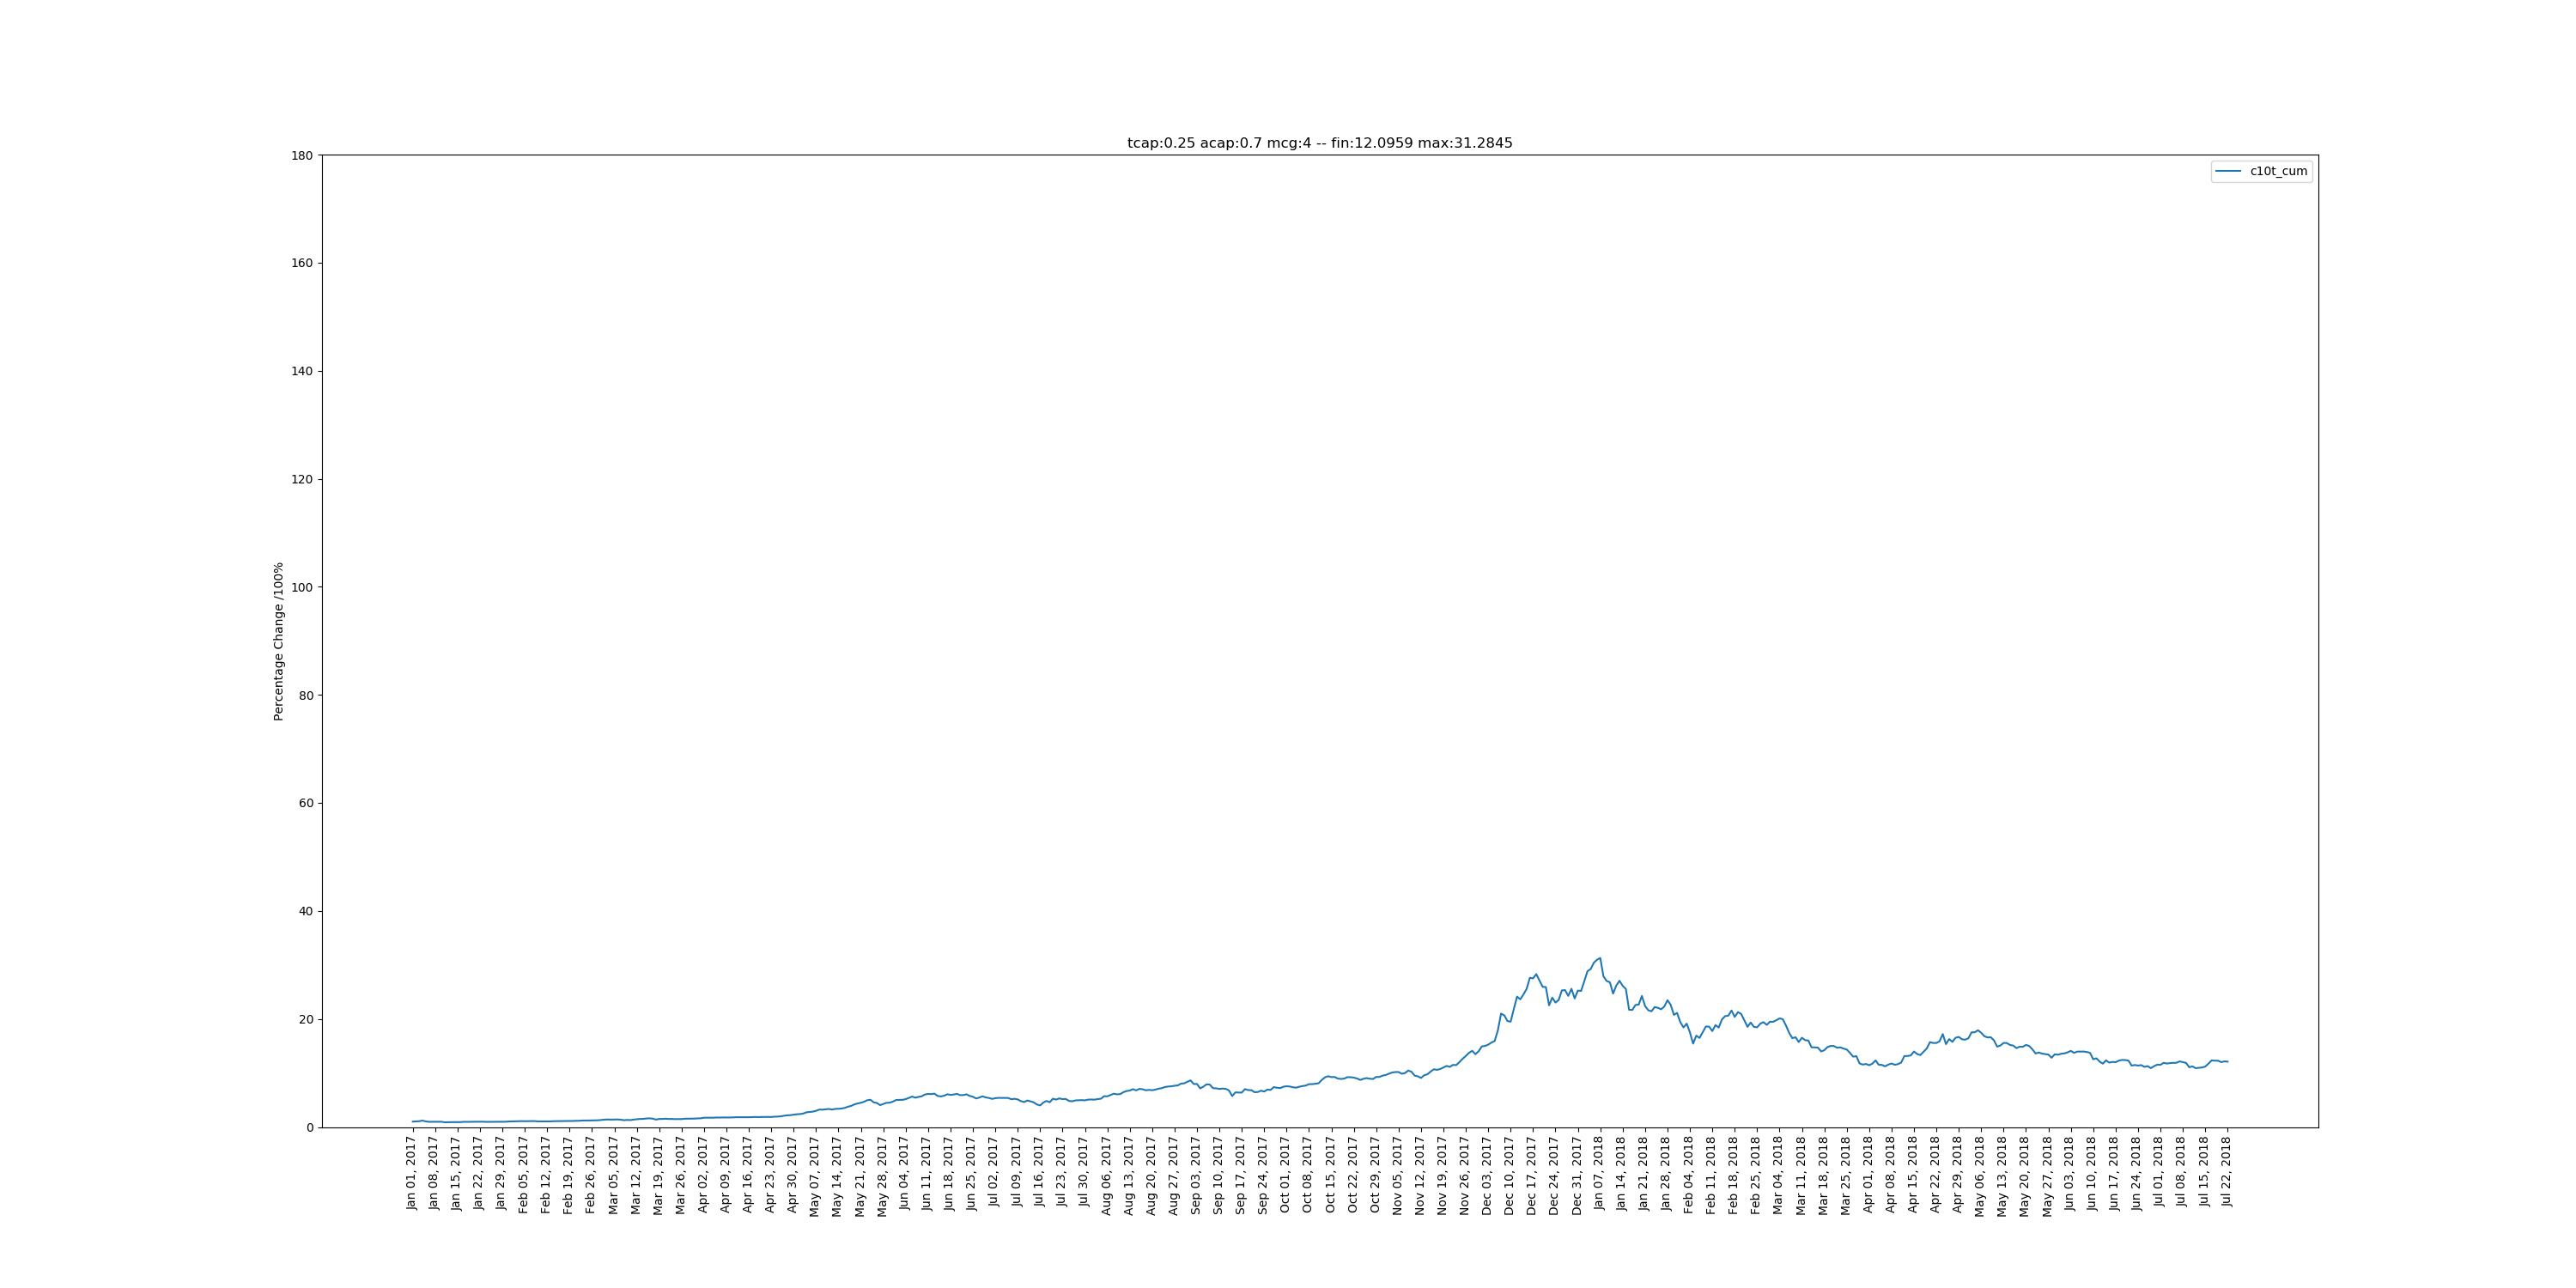 tcap:0.25 acap:0.7 mcg:4 -- fin:12.0959 max:31.2845
c10t_cum
Percentage Change /100%
180
160
140
120
100
80
60
40
20
0
Jan 01, 2017
Jan 08, 2017
Jan 15, 2017
Jan 22, 2017
Jan 29, 2017
Feb 05, 2017
Feb 12, 2017
Feb 19, 2017
Feb 26, 2017
Mar 05, 2017
Mar 12, 2017
Mar 19, 2017
Mar 26, 2017
Apr 02, 2017
Apr 09, 2017
Apr 16, 2017
Apr 23, 2017
Apr 30, 2017
May 07, 2017
May 14, 2017
May 21, 2017
May 28, 2017
Jun 04, 2017
Jun 11, 2017
Jun 18, 2017
Jun 25, 2017
Jul 02, 2017
Jul 09, 2017
Jul 16, 2017
Jul 23, 2017
Jul 30, 2017
Aug 06, 2017
Aug 13, 2017
Aug 20, 2017
Aug 27, 2017
Sep 03, 2017
Sep 10, 2017
Sep 17, 2017
Sep 24, 2017
Oct 01, 2017
Oct 08, 2017
Oct 15, 2017
Oct 22, 2017
Oct 29, 2017
Nov 05, 2017
Nov 12, 2017
Nov 19, 2017
Nov 26, 2017
Dec 03, 2017
Dec 10, 2017
Dec 17, 2017
Dec 24, 2017
Dec 31, 2017
Jan 07, 2018
Jan 14, 2018
Jan 21, 2018
Jan 28, 2018
Feb 04, 2018
Feb 11, 2018
Feb 18, 2018
Feb 25, 2018
Mar 04, 2018
Mar 11, 2018
Mar 18, 2018
Mar 25, 2018
Apr 01, 2018
Apr 08, 2018
Apr 15, 2018
Apr 22, 2018
Apr 29, 2018
May 06, 2018
May 13, 2018
May 20, 2018
May 27, 2018
Jun 03, 2018
Jun 10, 2018
Jun 17, 2018
Jun 24, 2018
Jul 01, 2018
Jul 08, 2018
Jul 15, 2018
Jul 22, 2018